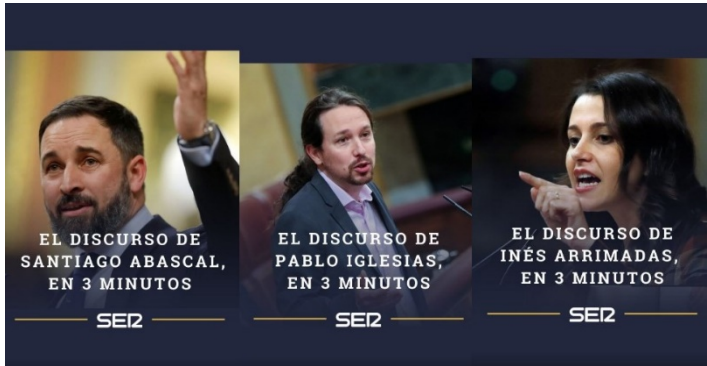 EL DISCURSO DE
SANTIAGO ABASCAL,
EN 3 MINUTOS
SER
EL DISCURSO DE
PABLO IGLESIAS,
EN 3 MINUTOS
SER
EL DISCURSO DE
INÉS ARRIMADAS,
EN 3 MINUTOS
SER